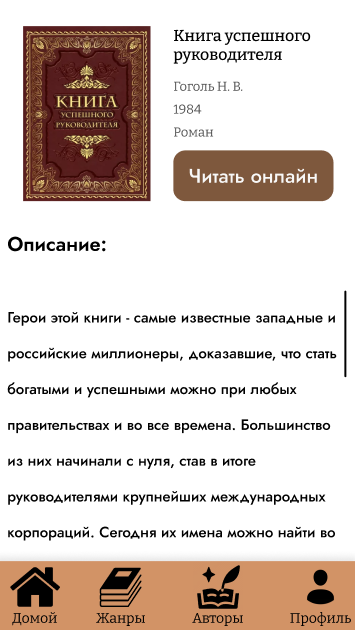 КНИГА
УСПЕШНОГО
РУКОВОДИТЕЛЯ
Книга успешного
руководителя
Гоголь Н. В.
1984
Роман
Читать онлайн
Описание:
Герои этой книги - самые известные западные и
российские миллионеры, доказавшие, что стать
богатыми и успешными можно при любых
правительствах и во все времена. Большинство
из них начинали с нуля, став в итоге
руководителями крупнейших международных
корпораций. Сегодня их имена можно найти во
Домой
Жанры
Авторы
Профиль